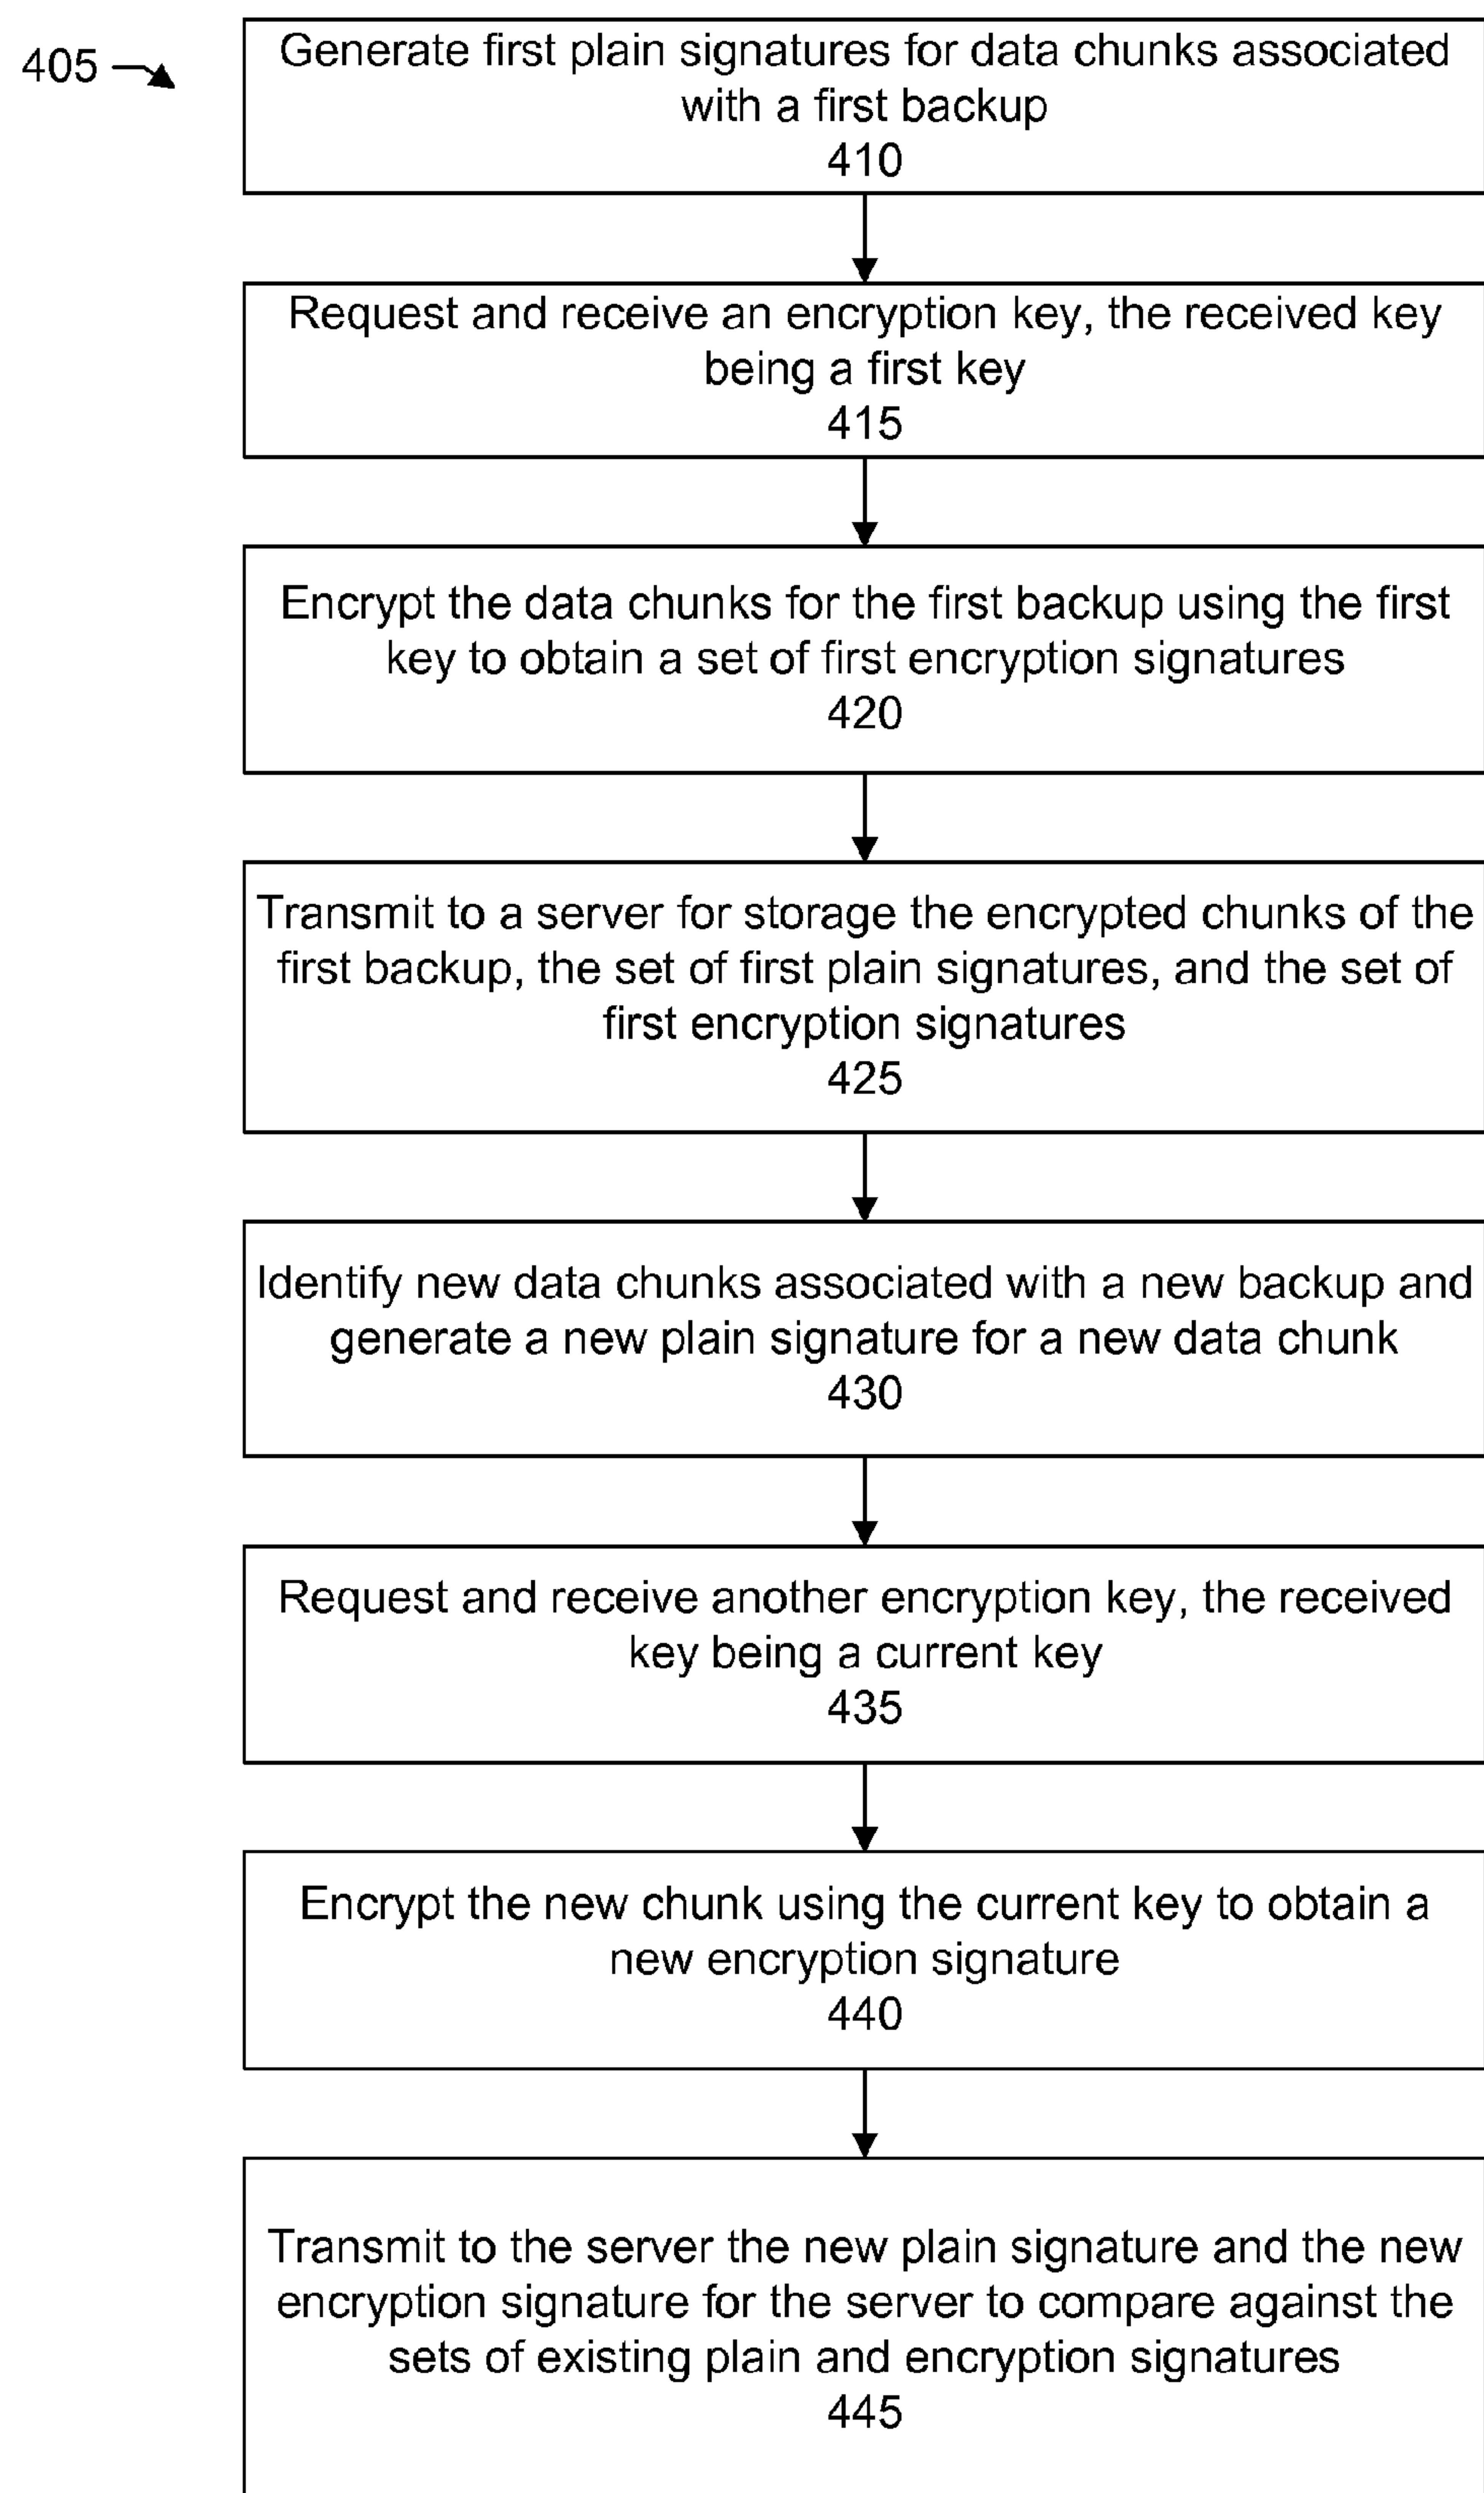 405
Generate first plain signatures for data chunks associated
with a first backup
410
Request and receive an encryption key, the received key
being a first key
415
Encrypt the data chunks for the first backup using the first
key to obtain a set of first encryption signatures
420
Transmit to a server for storage the encrypted chunks of the
first backup, the set of first plain signatures, and the set of
first encryption signatures
425
Identify new data chunks associated with a new backup and
generate a new plain signature for a new data chunk
430
Request and receive another encryption key, the received
key being a current key
435
Encrypt the new chunk using the current key to obtain a
new encryption signature
440
Transmit to the server the new plain signature and the new
encryption signature for the server to compare against the
sets of existing plain and encryption signatures
445